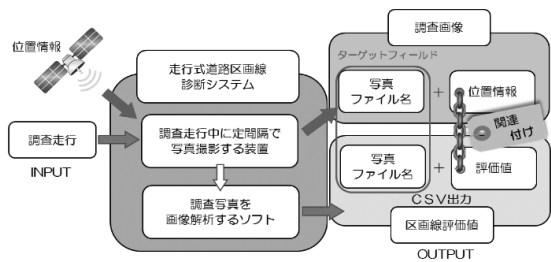 位置情報
調査走行
INPUT
走行式道路区画線
診断システム
調査走行中に定間隔で
写真撮影する装置
調査写真を
画像解析するソフト
調査画像
ターゲットフィールド
写真
ファイル名
+
位置情報
関連
付け
写真
ファイル名
+
評価値
CSV出力
区画線評価値
OUTPUT